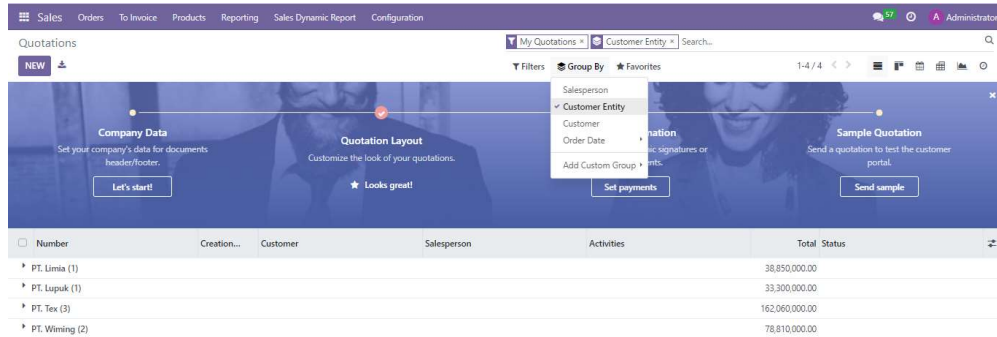 Sales Orders To Invoice Products Reporting Sales Dynamic Report Configuration 57 A Administrator
Quotations My Quotations × Customer Entity × Search...
NEW Filters Group By Favorites 1-4 / 4
Salesperson
Customer Entity
Customer
Order Date
Add Custom Group
Company Data
Set your company's data for documents
header/footer.
Let's start!
Quotation Layout
Customize the look of your quotations.
Looks great!
mation
ic signatures or
nts.
Set payments
Sample Quotation
Send a quotation to test the customer
portal.
Send sample
Number Creation... Customer Salesperson Activities Total Status
PT. Limia (1) 38,850,000.00
PT. Lupuk (1) 33,300,000.00
PT. Tex (3) 162,060,000.00
PT. Wiming (2) 78,810,000.00